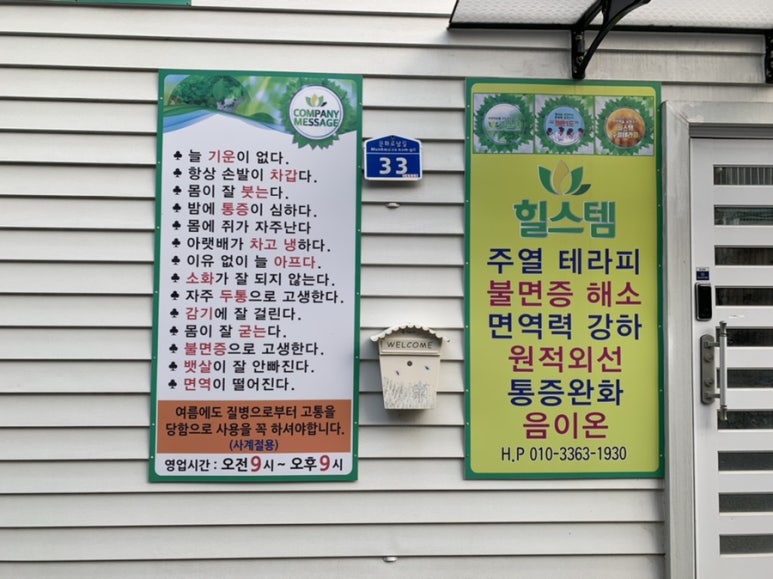 COMPANY
MESSAGE
♣ 늘 기운이 없다.
♣ 항상 손발이 차갑다.
♣ 몸이 잘 붓는다.
♣ 밤에 통증이 심하다.
♣ 몸에 쥐가 자주난다
♣ 아랫배가 차고 냉하다.
♣ 이유 없이 늘 아프다.
♣ 소화가 잘 되지 않는다.
♣ 자주 두통으로 고생한다.
♣ 감기에 잘 걸린다.
♣ 몸이 잘 굳는다.
♣ 불면증으로 고생한다.
♣ 뱃살이 잘 안빠진다.
♣ 면역이 떨어진다.
여름에도 질병으로부터 고통을
당함으로 사용을 꼭 하셔야합니다.
(사계절용)
영업시간 : 오전9시~ 오후9시
33
WELCOME
힐스템
주열 테라피
불면증 해소
면역력 강하
원적외선
통증완화
음이온
H.P 010-3363-1930